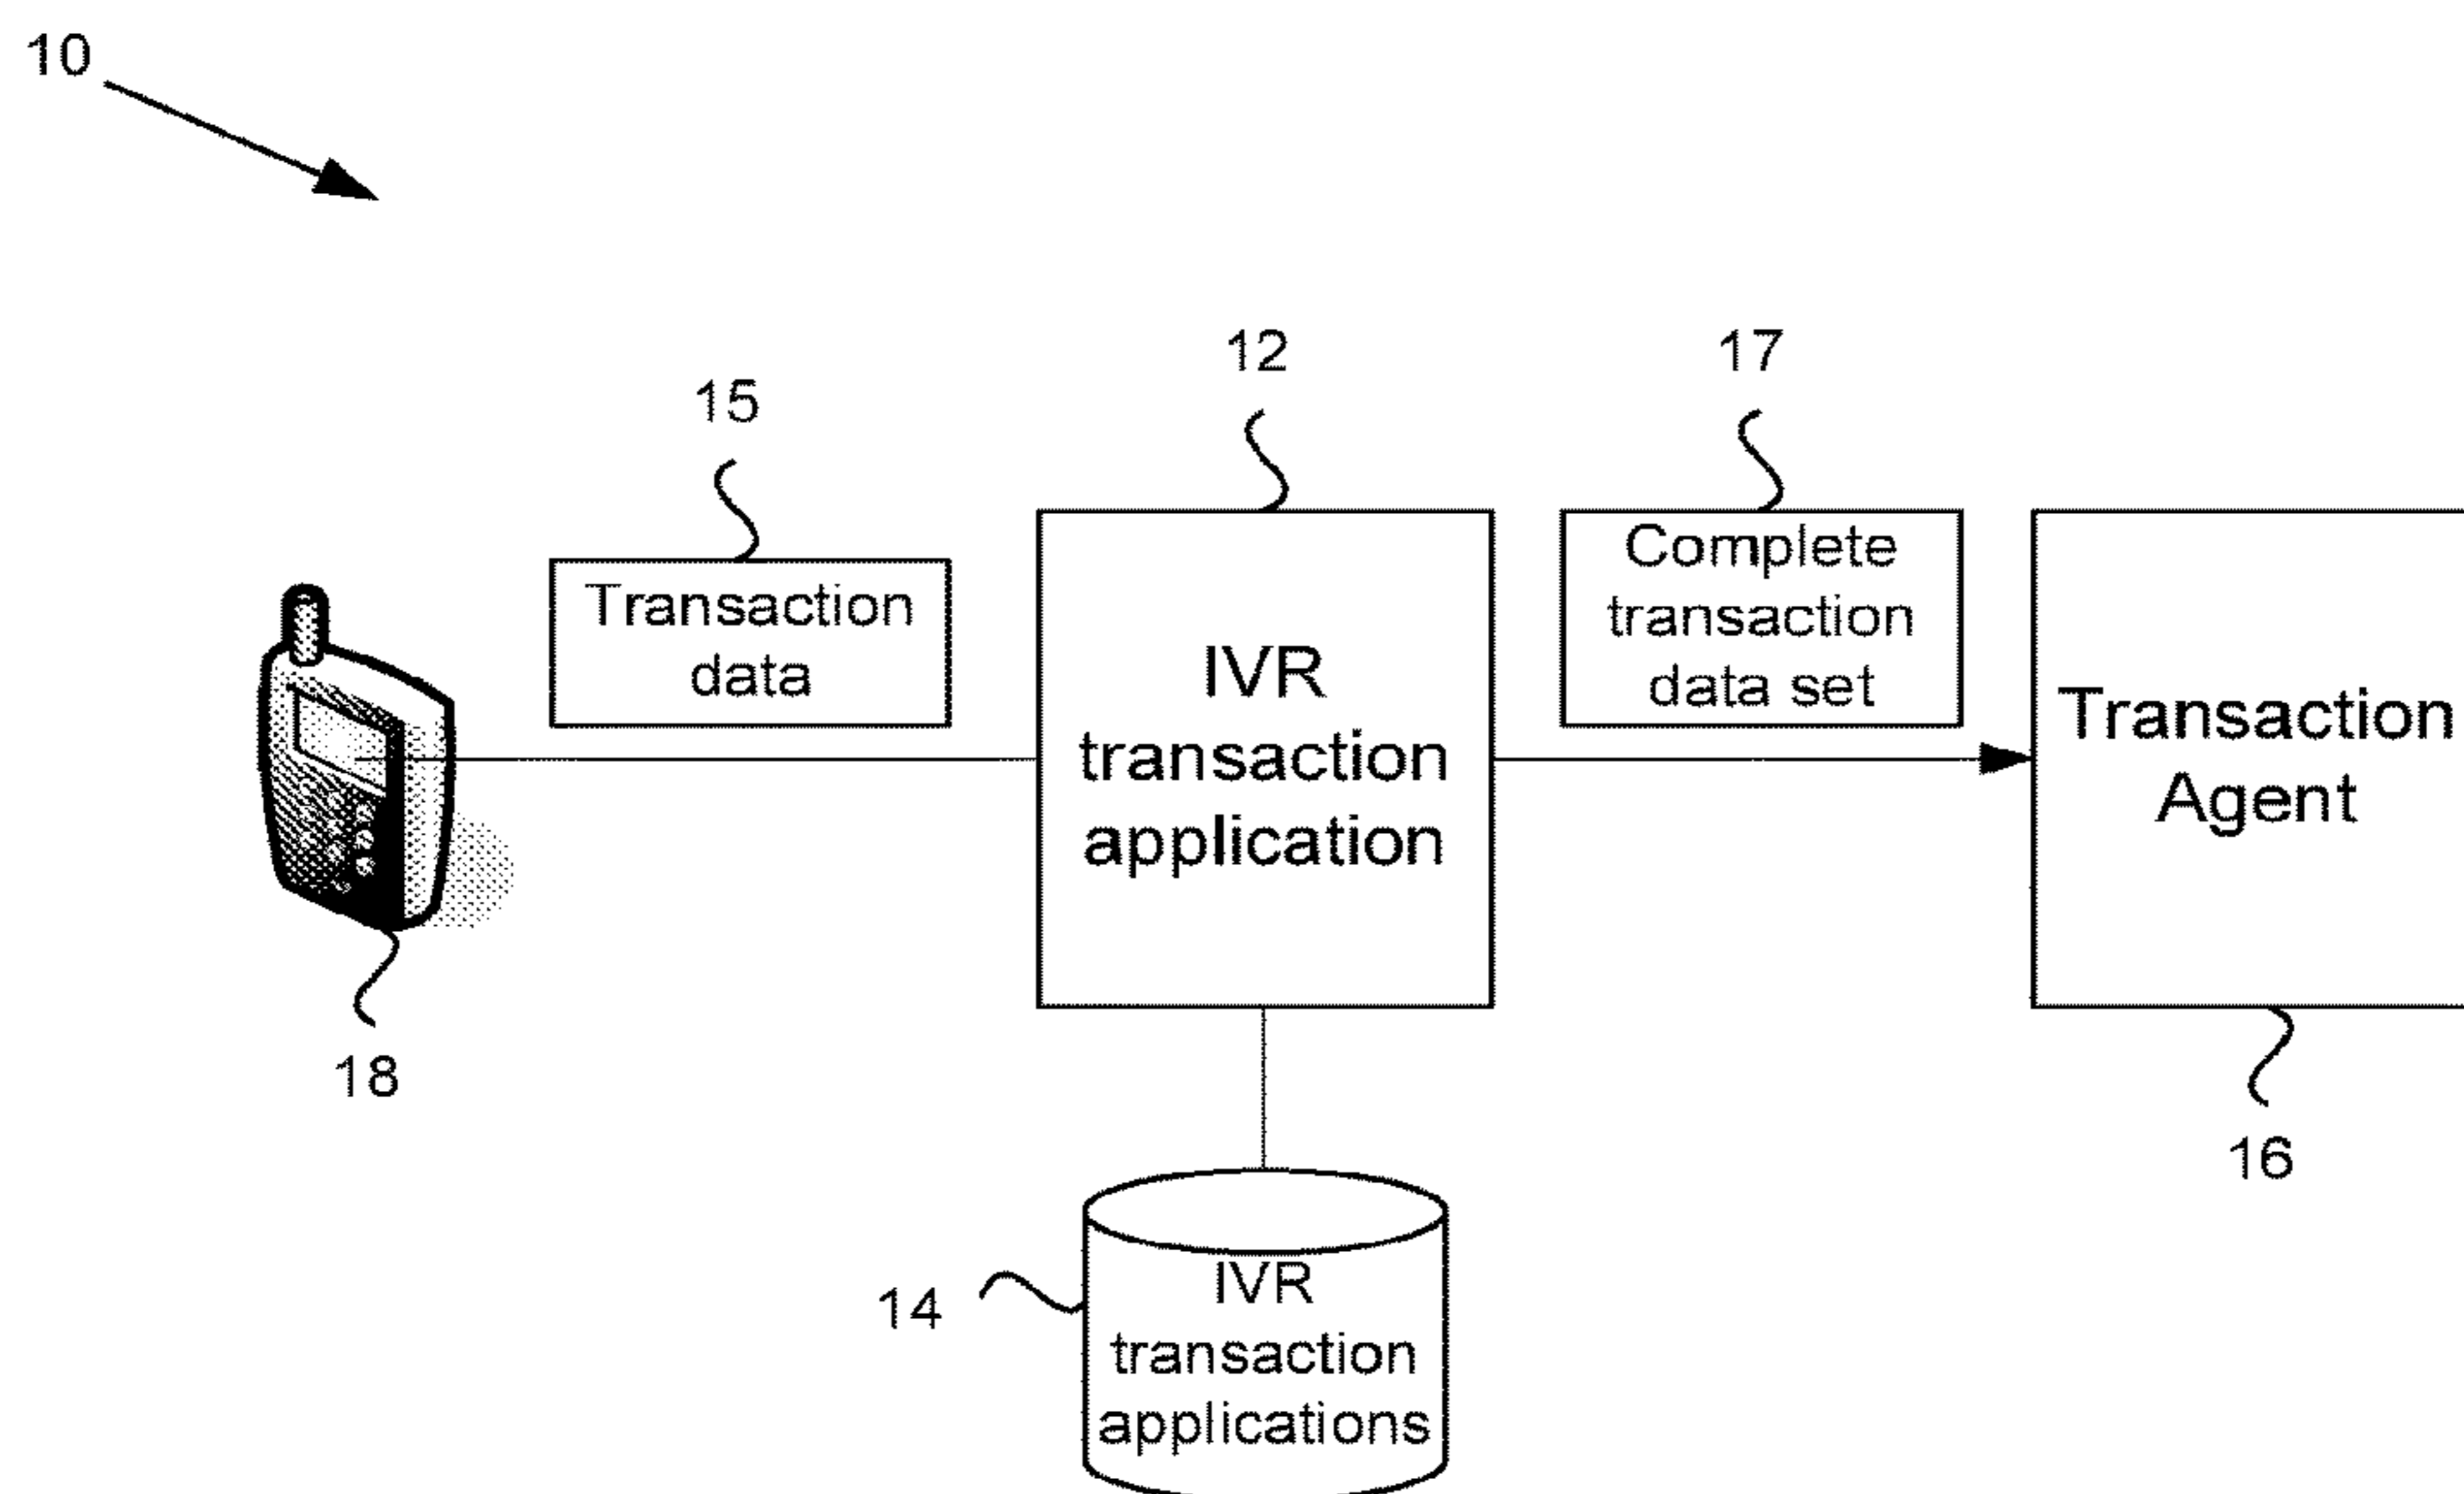 10
12
17
15
Transaction
data
IVR
transaction
application
Complete
transaction
data set
Transaction
Agent
18
16
14
IVR
transaction
applications